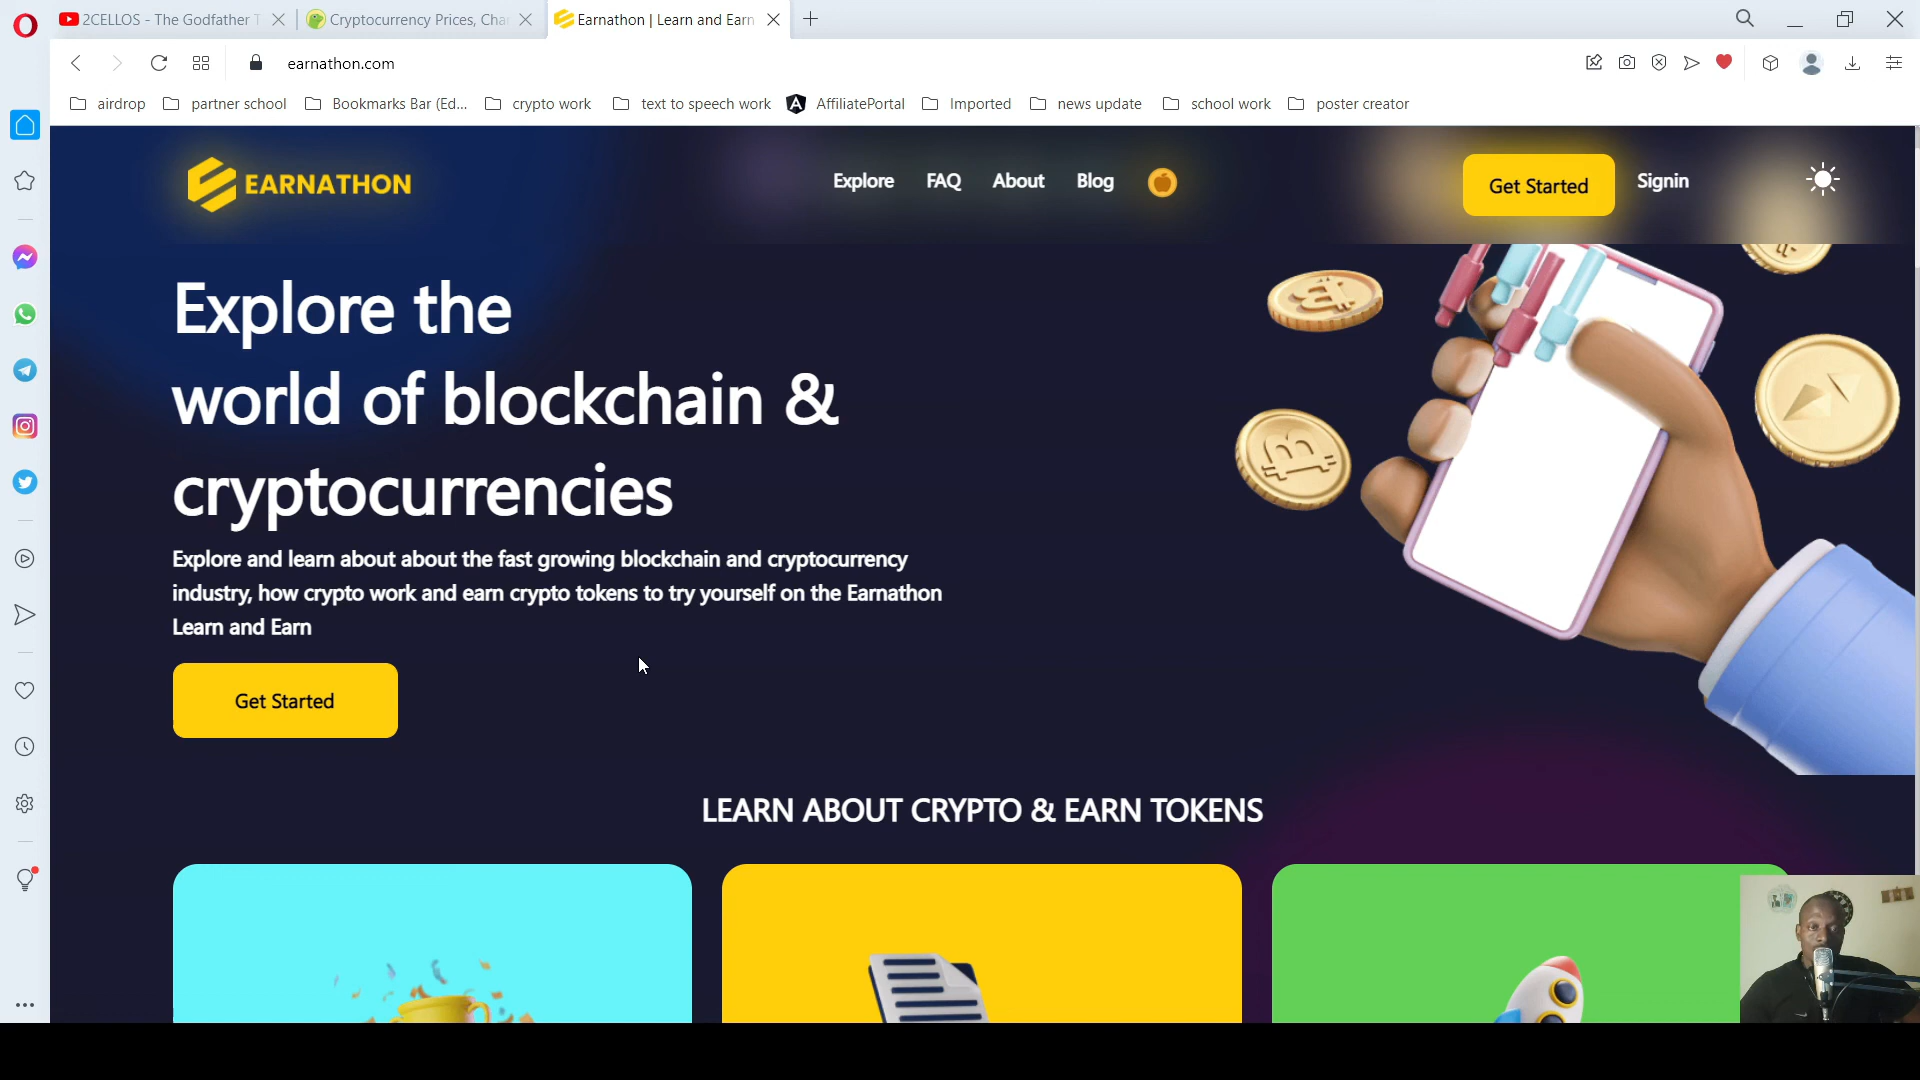 2CELLOS - The Godfather T
Cryptocurrency Prices, Cha
Earnathon | Learn and Earn
earnathon.com
airdrop
partner school
Bookmarks Bar (Ed...
crypto work
text to speech work
AffiliatePortal
Imported
news update
school work
poster creator
EARNATHON
Explore
FAQ
About
Blog
Get Started
Signin
Explore the
world of blockchain &
cryptocurrencies
Explore and learn about about the fast growing blockchain and cryptocurrency
industry, how crypto work and earn crypto tokens to try yourself on the Earnathon
Learn and Earn
Get Started
LEARN ABOUT CRYPTO & EARN TOKENS